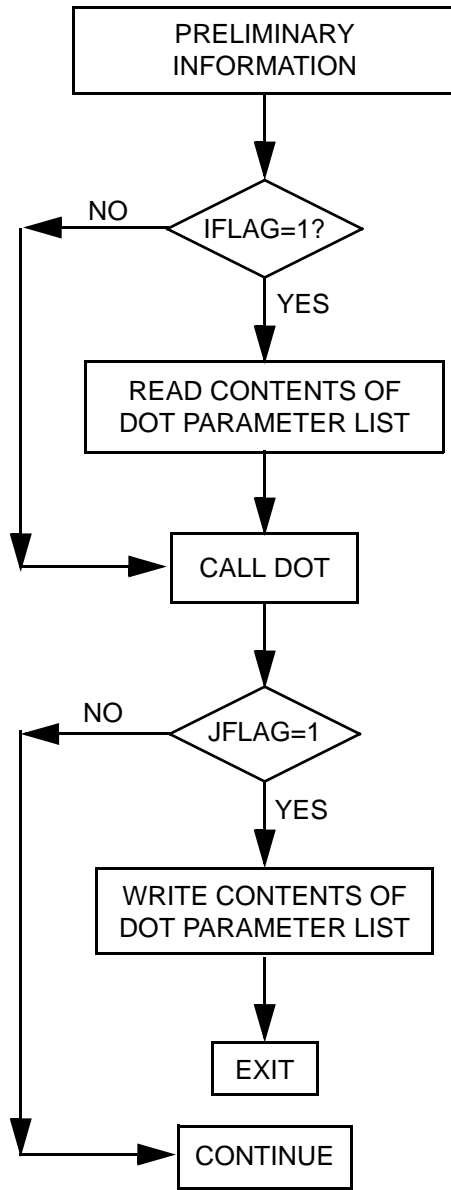 PRELIMINARY
INFORMATION
NO
IFLAG=1?
YES
READ CONTENTS OF
DOT PARAMETER LIST
CALL DOT
NO
JFLAG=1
YES
WRITE CONTENTS OF
DOT PARAMETER LIST
EXIT
CONTINUE